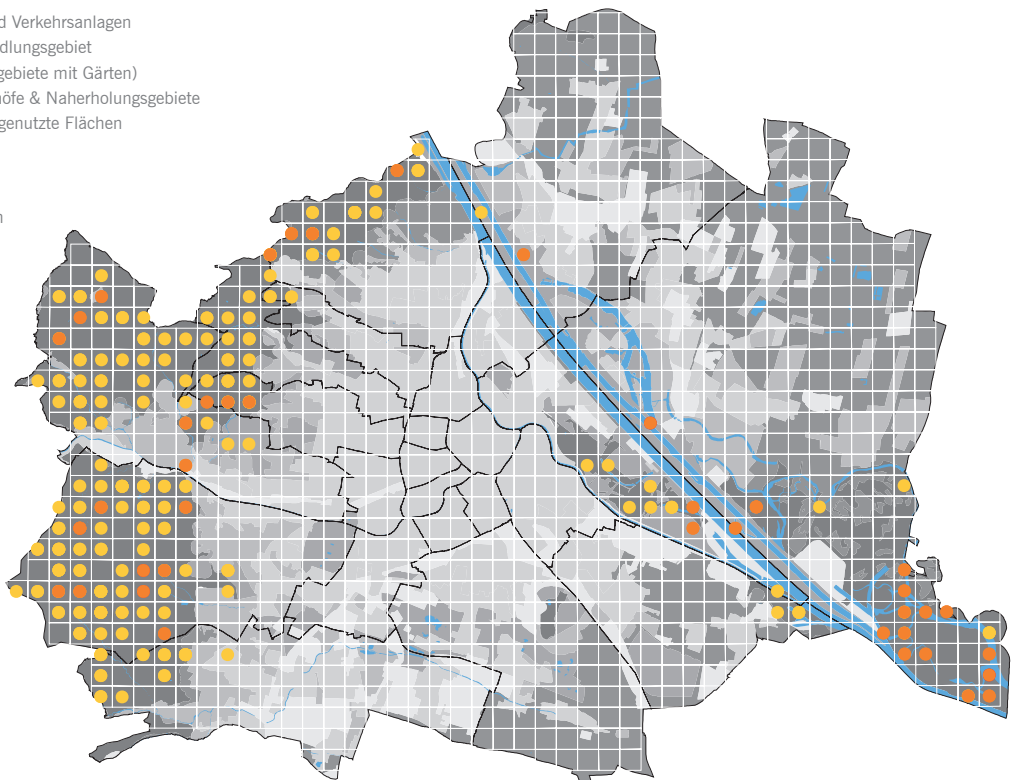 d Verkehrsanlagen
dlungsgebiet
gebiete mit Gärten)
öfe & Naherholungsgebiete
genutzte Flächen
n